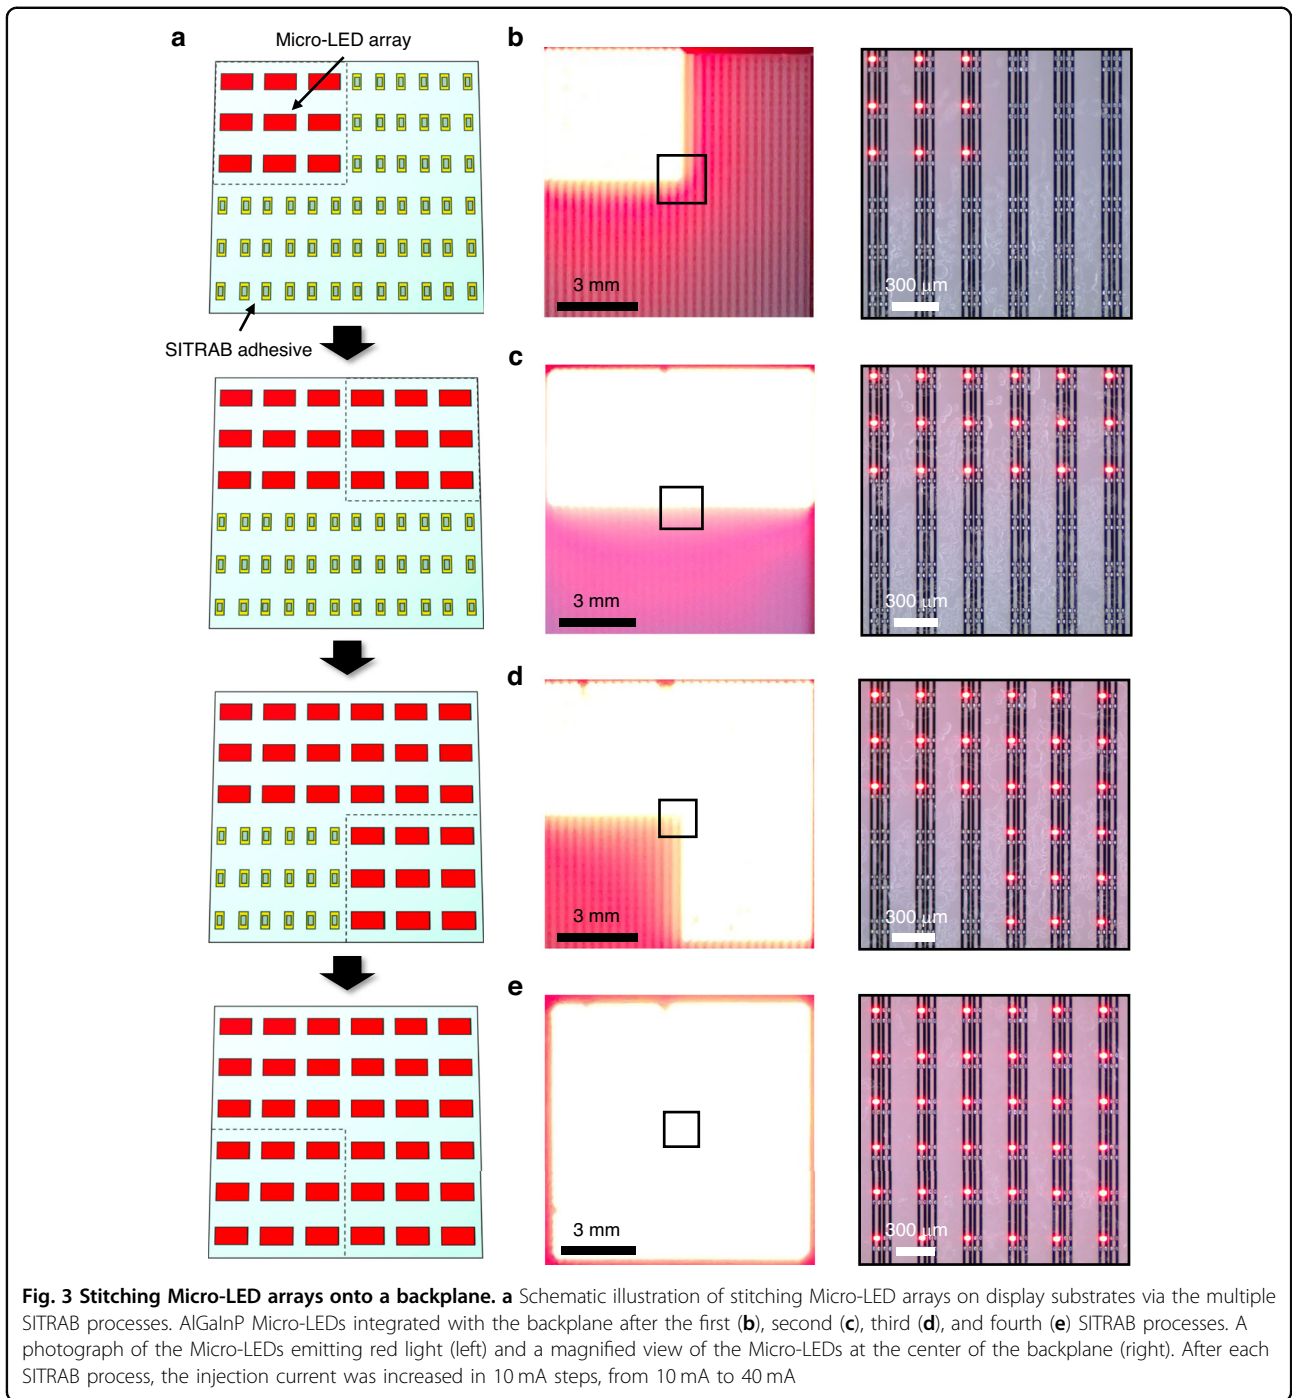 a
Micro-LED array
SITRAB adhesive
b
3 mm
300 µm
c
3 mm
300 µm
d
3 mm
300 µm
e
3 mm
300 µm
Fig. 3 Stitching Micro-LED arrays onto a backplane. a Schematic illustration of stitching Micro-LED arrays on display substrates via the multiple
SITRAB processes. AlGaInP Micro-LEDs integrated with the backplane after the first (b), second (c), third (d), and fourth (e) SITRAB processes. A
photograph of the Micro-LEDs emitting red light (left) and a magnified view of the Micro-LEDs at the center of the backplane (right). After each
SITRAB process, the injection current was increased in 10 mA steps, from 10 mA to 40 mA